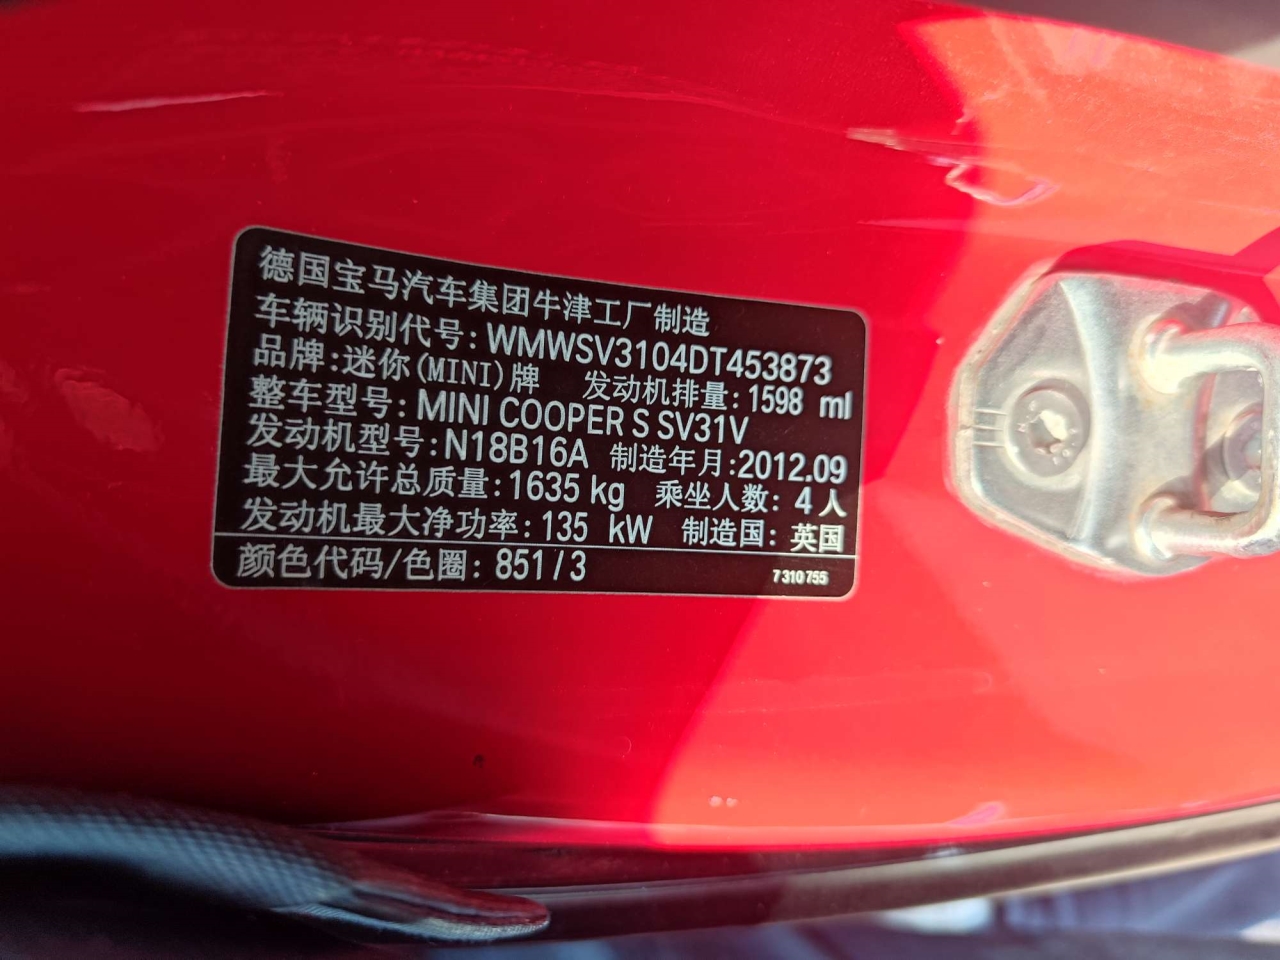 德国宝马汽车集团牛津工厂制造
车辆识别代号: WMWSV3104DT453873
品牌: 迷你(MINI)牌 发动机排量: 1598 ml
整车型号: MINI COOPER S SV31V
发动机型号: N18B16A 制造年月: 2012.09
最大允许总质量: 1635 kg 乘坐人数: 4 人
发动机最大净功率: 135 kW 制造国: 英国
颜色代码/色圈: 851 / 3 7 310 755